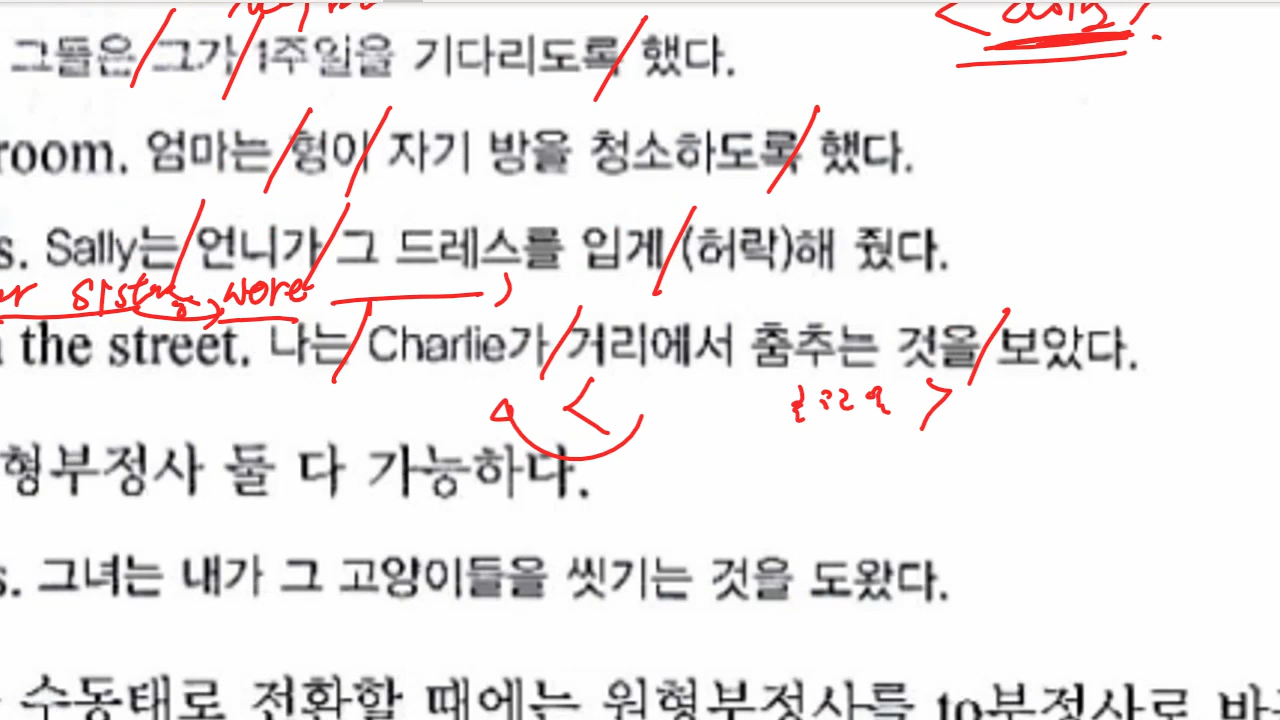 그들은 그가 1주일을 기다리도록 했다.
room. 엄마는 형이 자기 방을 청소하도록 했다.
s. Sally는 언니가 그 드레스를 입게 (허락)해 줬다.
sister wore
the street. 나는 Charlie가 거리에서 춤추는 것을 보았다.
형부정사 둘 다 가능하다.
s. 그녀는 내가 그 고양이들을 씻기는 것을 도왔다.
수동태로 전환할 때에는 원형부정사를 to부정사로 바